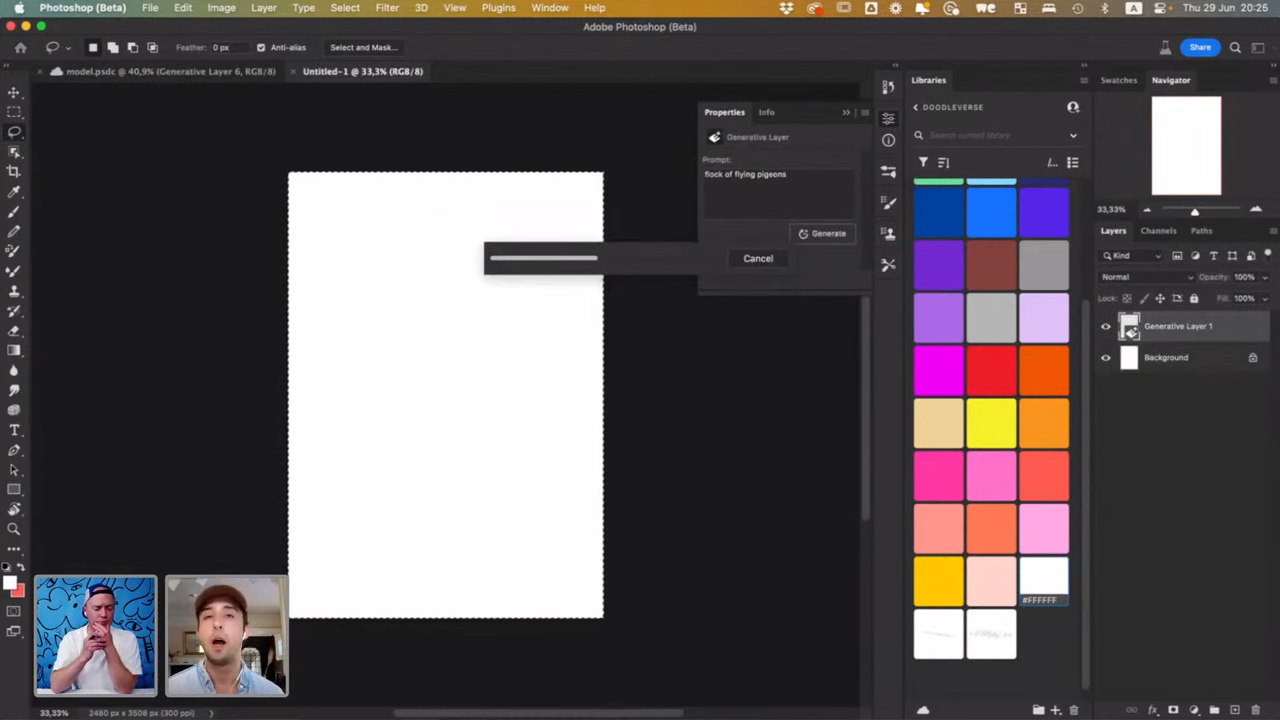 Photoshop (Beta) File Edit Image Layer Type Select Filter 3D View Plugins Window Help A Thu 29 Jun 20:25
Adobe Photoshop (Beta)
Feather: 0 px Anti-alias Select and Mask... Share
model.psdc @ 40,9% (Generative Layer 6, RGB/8) Untitled-1 @ 33,3% (RGB/8)
Properties Info
Generative Layer
Prompt:
flock of flying pigeons
Generate
Cancel
Libraries
DOODLEVERSE
Search current library
#FFFFFF
Swatches Navigator
33,33%
Layers Channels Paths
Kind
Normal Opacity: 100%
Lock: Fill: 100%
Generative Layer 1
Background
33,33% 2480 px x 3508 px (300 ppi)